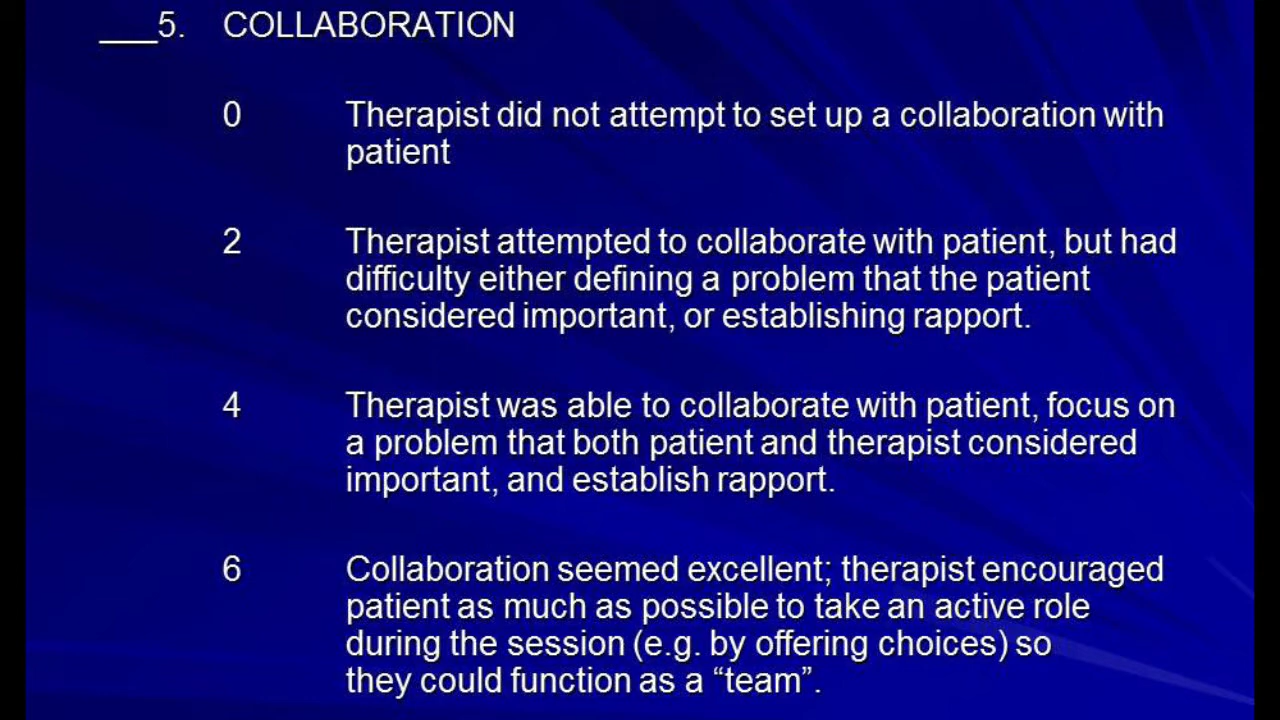 ___5. COLLABORATION
0 Therapist did not attempt to set up a collaboration with
patient
2 Therapist attempted to collaborate with patient, but had
difficulty either defining a problem that the patient
considered important, or establishing rapport.
4 Therapist was able to collaborate with patient, focus on
a problem that both patient and therapist considered
important, and establish rapport.
6 Collaboration seemed excellent; therapist encouraged
patient as much as possible to take an active role
during the session (e.g. by offering choices) so
they could function as a “team”.